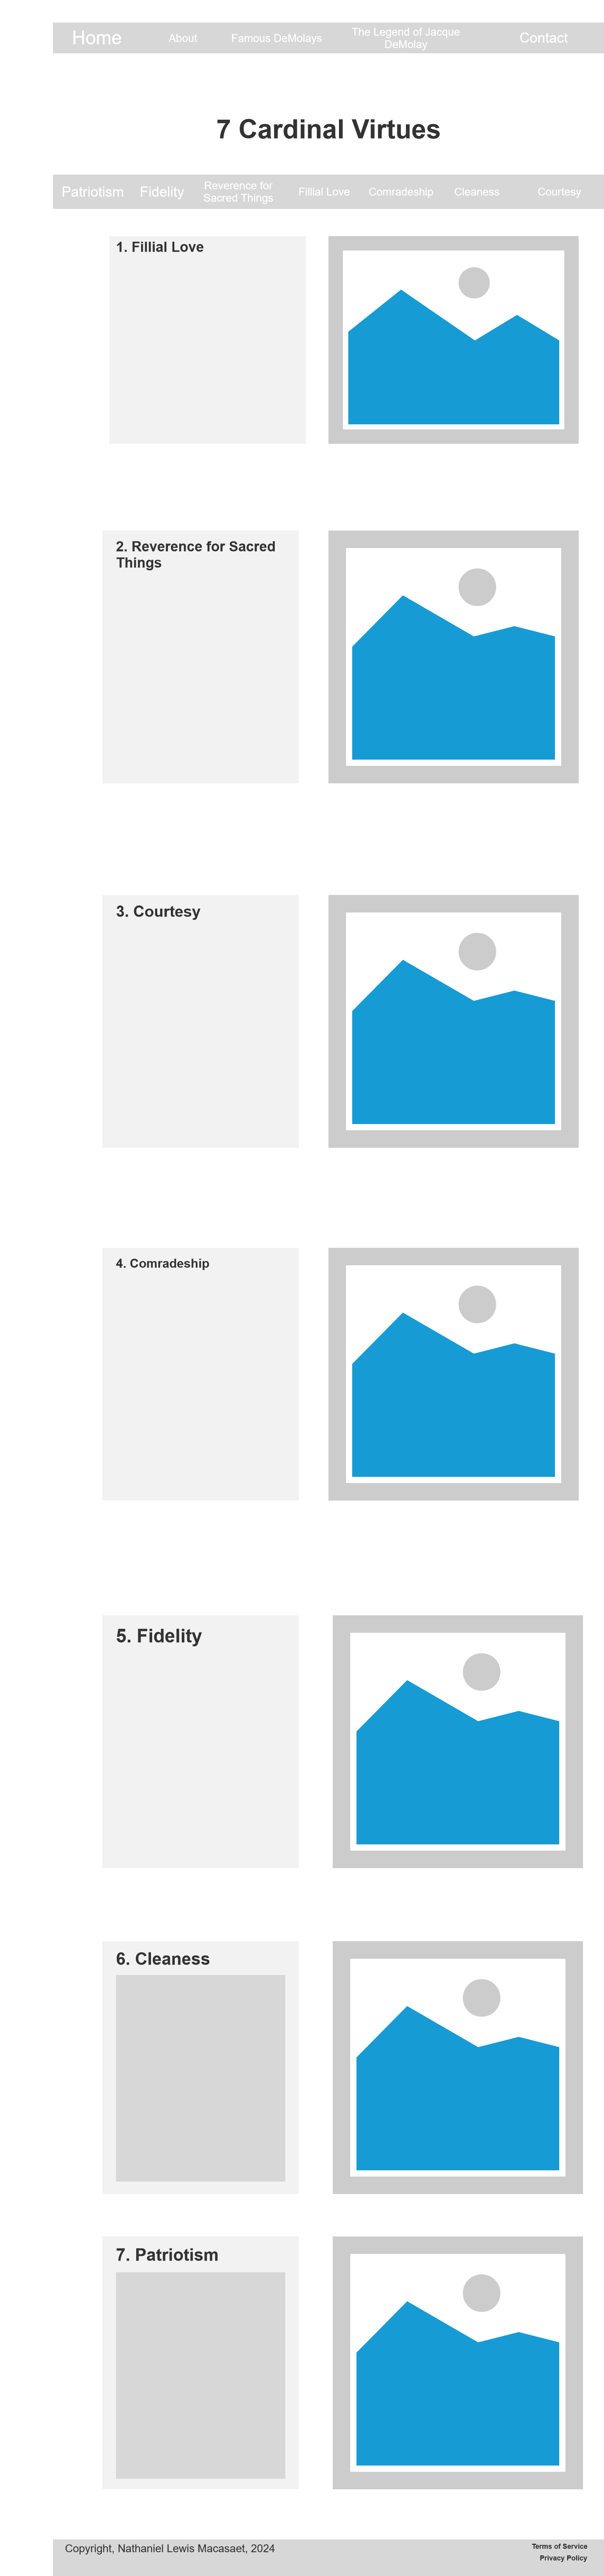 Home About Famous DeMolays The Legend of Jacque Contact
DeMolay
7 Cardinal Virtues
Patriotism Fidelity Reverence for Fillial Love Comradeship Cleaness Courtesy
Sacred Things
1. Fillial Love
2. Reverence for Sacred
Things
3. Courtesy
4. Comradeship
5. Fidelity
6. Cleaness
7. Patriotism
Copyright, Nathaniel Lewis Macasaet, 2024
Terms of Service
Privacy Policy